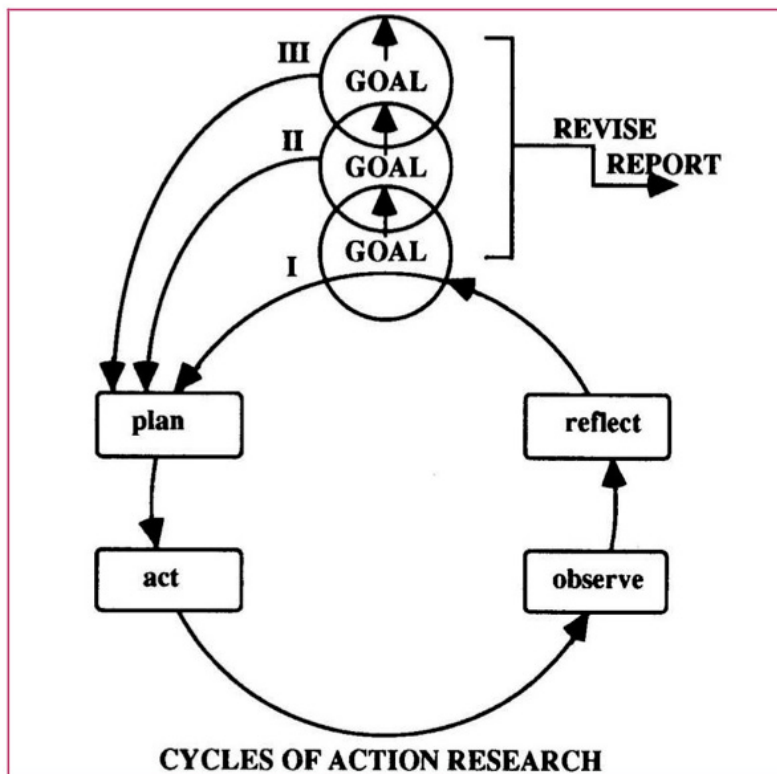 III
GOAL
REVISE
II
GOAL
REPORT
GOAL
I
plan
reflect
act
observe
CYCLES OF ACTION RESEARCH